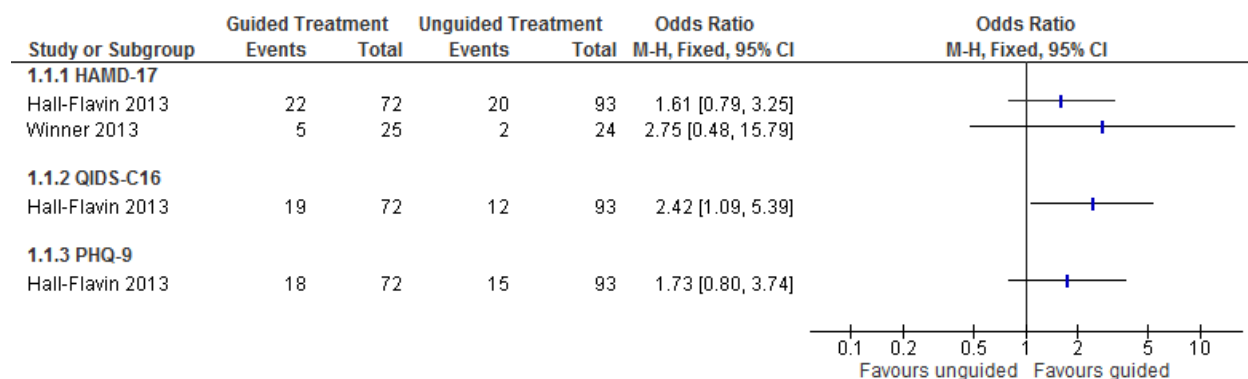 Guided Treatment Unguided Treatment Odds Ratio Odds Ratio
Study or Subgroup Events Total Events Total M-H, Fixed, 95% CI M-H, Fixed, 95% CI
1.1.1 HAMD-17
Hall-Flavin 2013 22 72 20 93 1.61 [0.79, 3.25]
Winner 2013 5 25 2 24 2.75 [0.48, 15.79]
1.1.2 QIDS-C16
Hall-Flavin 2013 19 72 12 93 2.42 [1.09, 5.39]
1.1.3 PHQ-9
Hall-Flavin 2013 18 72 15 93 1.73 [0.80, 3.74]
0.1 0.2 0.5 1 2 5 10
Favours unguided Favours guided